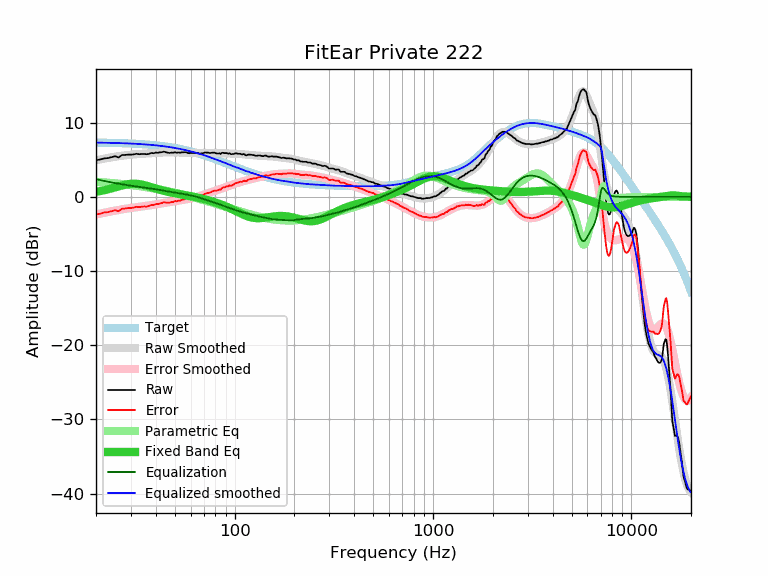 FitEar Private 222
Amplitude (dBr)
10
0
−10
−20
−30
−40
Target
Raw Smoothed
Error Smoothed
Raw
Error
Parametric Eq
Fixed Band Eq
Equalization
Equalized smoothed
100 1000 10000
Frequency (Hz)